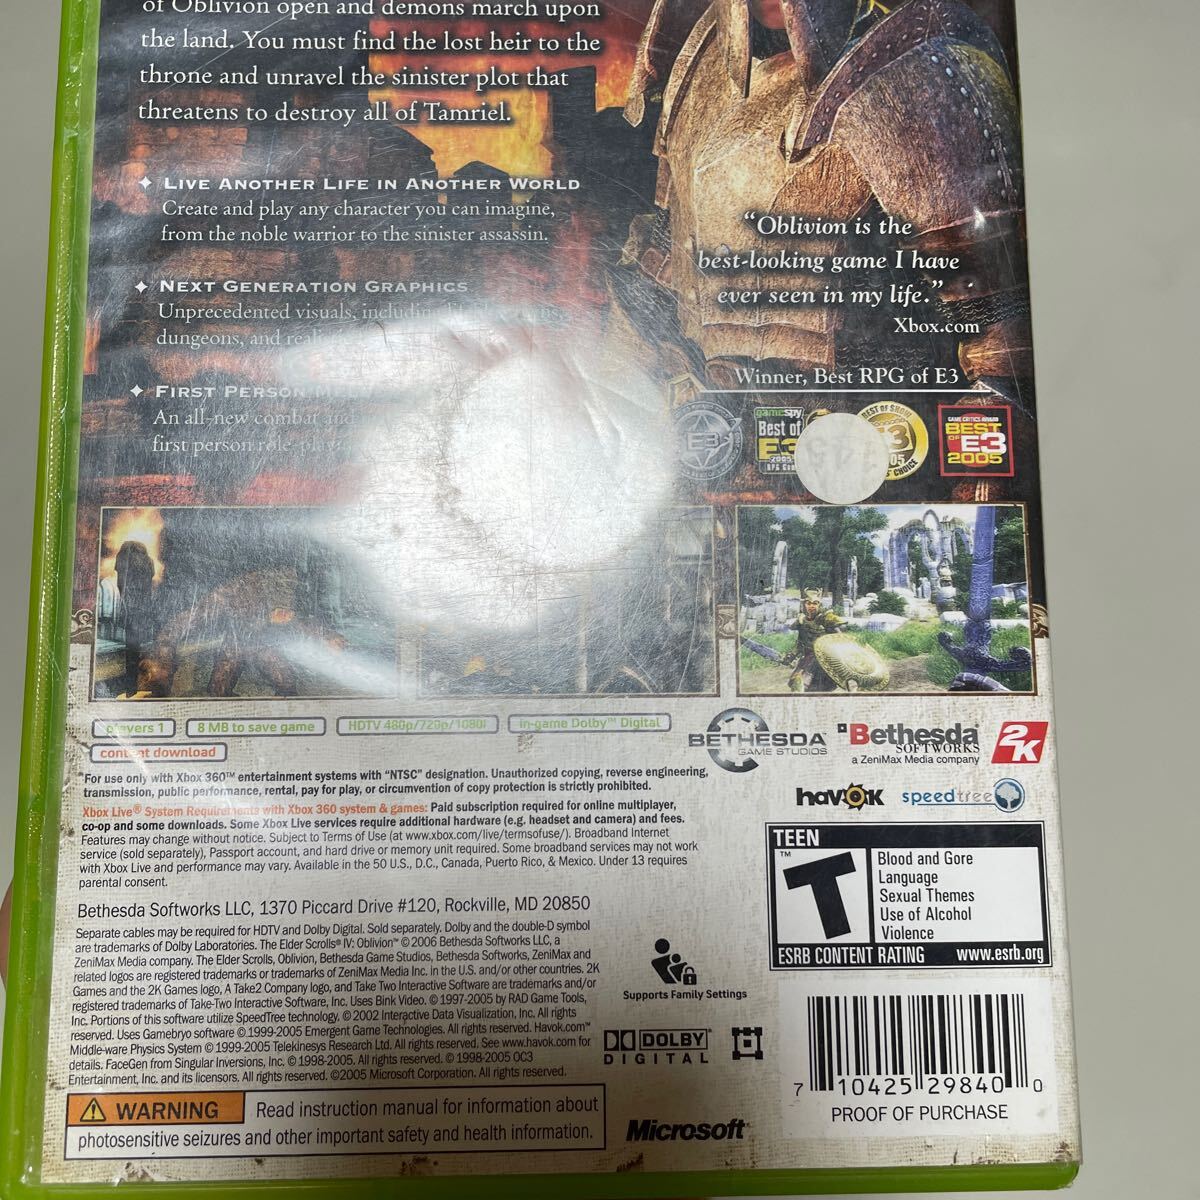 of Oblivion open and demons march upon
the land. You must find the lost heir to the
throne and unravel the sinister plot that
threatens to destroy all of Tamriel.
LIVE ANOTHER LIFE IN ANOTHER WORLD
Create and play any character you can imagine,
from the noble warrior to the sinister assassin.
NEXT GENERATION GRAPHICS
Unprecedented visuals, including
dungeons, and
FIRST PERSON
An all-new combat and
first person role-playing
"Oblivion is the
best-looking game I have
ever seen in my life."
Xbox.com
Winner, Best RPG of E3
E3
gamespy
Best of
E3
2005
BEST OF SHOW
GAME CRITICS AWARDS
BEST
OF E3
2005
players 1
8 MB to save game
HDTV 480p/720p/1080i
in-game Dolby™ Digital
content download
BETHESDA
GAME STUDIOS
Bethesda
SOFTWORKS
a ZeniMax Media company
2K
havok
speedtree
For use only with Xbox 360™ entertainment systems with "NTSC" designation. Unauthorized copying, reverse engineering,
transmission, public performance, rental, pay for play, or circumvention of copy protection is strictly prohibited.
Xbox Live® System Requirements with Xbox 360 system & games: Paid subscription required for online multiplayer,
co-op and some downloads. Some Xbox Live services require additional hardware (e.g. headset and camera) and fees.
Features may change without notice. Subject to Terms of Use (at www.xbox.com/live/termsofuse/). Broadband Internet
service (sold separately), Passport account, and hard drive or memory unit required. Some broadband services may not work
with Xbox Live and performance may vary. Available in the 50 U.S., D.C., Canada, Puerto Rico, & Mexico. Under 13 requires
parental consent.
Bethesda Softworks LLC, 1370 Piccard Drive #120, Rockville, MD 20850
Separate cables may be required for HDTV and Dolby Digital. Sold separately. Dolby and the double-D symbol
are trademarks of Dolby Laboratories. The Elder Scrolls® IV: Oblivion™ © 2006 Bethesda Softworks LLC, a
ZeniMax Media company. The Elder Scrolls, Oblivion, Bethesda Game Studios, Bethesda Softworks, ZeniMax and
related logos are registered trademarks or trademarks of ZeniMax Media Inc. in the U.S. and/or other countries. 2K
Games and the 2K Games logo, A Take2 Company logo, and Take Two Interactive Software are trademarks and/or
registered trademarks of Take-Two Interactive Software, Inc. Uses Bink Video. © 1997-2005 by RAD Game Tools,
Inc. Portions of this software utilize SpeedTree technology. © 2002 Interactive Data Visualization, Inc. All rights
reserved. Uses Gamebryo software © 1999-2005 Emergent Game Technologies. All rights reserved. Havok.com™
Middle-ware Physics System © 1999-2005 Telekinesys Research Ltd. All rights reserved. See www.havok.com for
details. FaceGen from Singular Inversions, Inc. © 1998-2005. All rights reserved. © 1998-2005 OC3
Entertainment, Inc. and its licensors. All rights reserved. ©2005 Microsoft Corporation. All rights reserved.
WARNING
Read instruction manual for information about
photosensitive seizures and other important safety and health information.
Supports Family Settings
DOLBY
DIGITAL
Microsoft
TEEN
T
Blood and Gore
Language
Sexual Themes
Use of Alcohol
Violence
ESRB CONTENT RATING www.esrb.org
7 10425 29840 0
PROOF OF PURCHASE